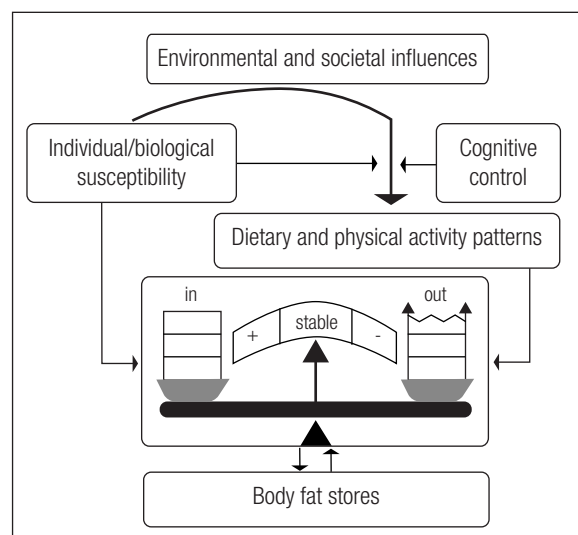 Environmental and societal influences
Individual/biological
susceptibility
Cognitive
control
Dietary and physical activity patterns
in
out
+
stable
-
Body fat stores